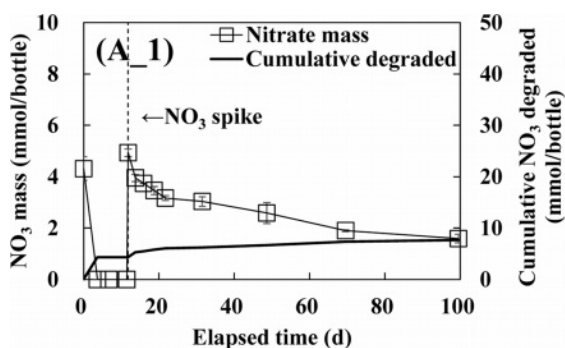 (A_1)
Nitrate mass
Cumulative degraded
←NO3 spike
NO3 mass (mmol/bottle)
10
8
6
4
2
0
Cumulative NO3 degraded
(mmol/bottle)
50
40
30
20
10
0
0 20 40 60 80 100
Elapsed time (d)